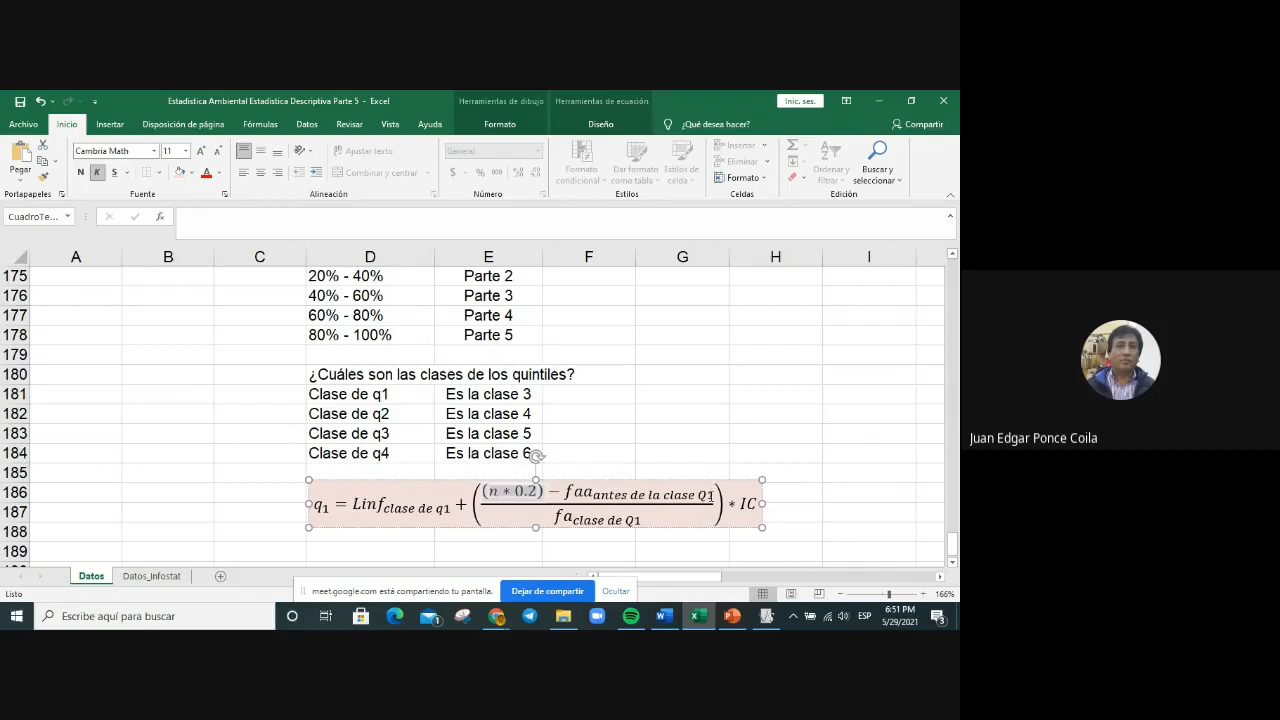 Estadística Ambiental Estadística Descriptiva Parte 5 - Excel
Herramientas de dibujo
Herramientas de ecuación
Inic. ses.
Archivo Inicio Insertar Disposición de página Fórmulas Datos Revisar Vista Ayuda Formato Diseño ¿Qué desea hacer? Compartir
Pegar
Cambria Math 11
N K S
Ajustar texto
Combinar y centrar
General
Formato condicional
Dar formato como tabla
Estilos de celda
Insertar
Eliminar
Formato
Ordenar y filtrar
Buscar y seleccionar
Portapapeles Fuente Alineación Número Estilos Celdas Edición
CuadroTe... fx
A B C D E F G H I
175 20% - 40% Parte 2
176 40% - 60% Parte 3
177 60% - 80% Parte 4
178 80% - 100% Parte 5
179
180 ¿Cuáles son las clases de los quintiles?
181 Clase de q1 Es la clase 3
182 Clase de q2 Es la clase 4
183 Clase de q3 Es la clase 5
184 Clase de q4 Es la clase 6
185
186
187
188
189
(n * 0.2) − faa antes de la clase Q1
q1 = Linf clase de q1 + ( ) * IC
fa clase de Q1
Datos Datos_Infostat
Listo
meet.google.com está compartiendo tu pantalla. Dejar de compartir Ocultar
166%
Escribe aquí para buscar
ESP
6:51 PM
5/29/2021
Juan Edgar Ponce Coila